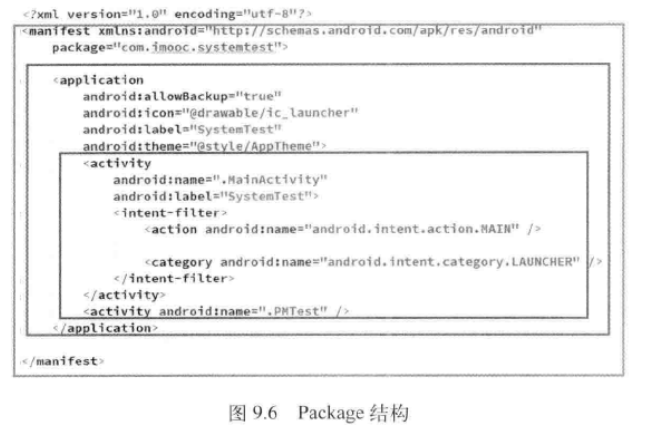 <?xml version="1.0" encoding="utf-8"?>
<manifest xmlns:android="http://schemas.android.com/apk/res/android"
package="com.imooc.systemtest">
<application
android:allowBackup="true"
android:icon="@drawable/ic_launcher"
android:label="SystemTest"
android:theme="@style/AppTheme">
<activity
android:name=".MainActivity"
android:label="SystemTest">
<intent-filter>
<action android:name="android.intent.action.MAIN" />
<category android:name="android.intent.category.LAUNCHER" />
</intent-filter>
</activity>
<activity android:name=".PMTest" />
</application>
</manifest>
图 9.6 Package 结构